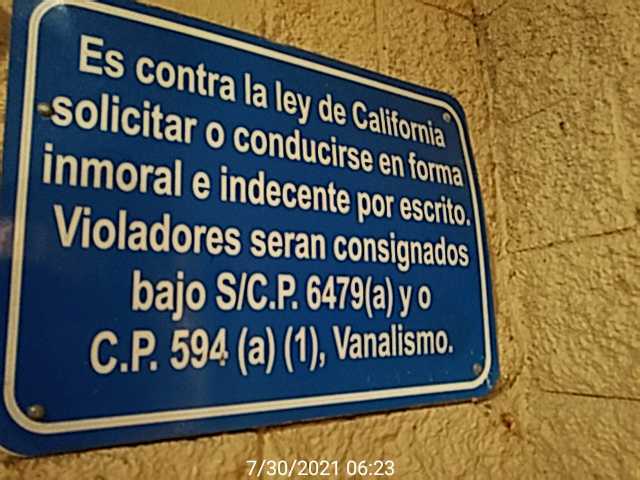 Es contra la ley de California
solicitar o conducirse en forma
inmoral e indecente por escrito.
Violadores seran consignados
bajo S/C.P. 6479(a) y o
C.P. 594 (a) (1), Vanalismo.
7/30/2021 06:23